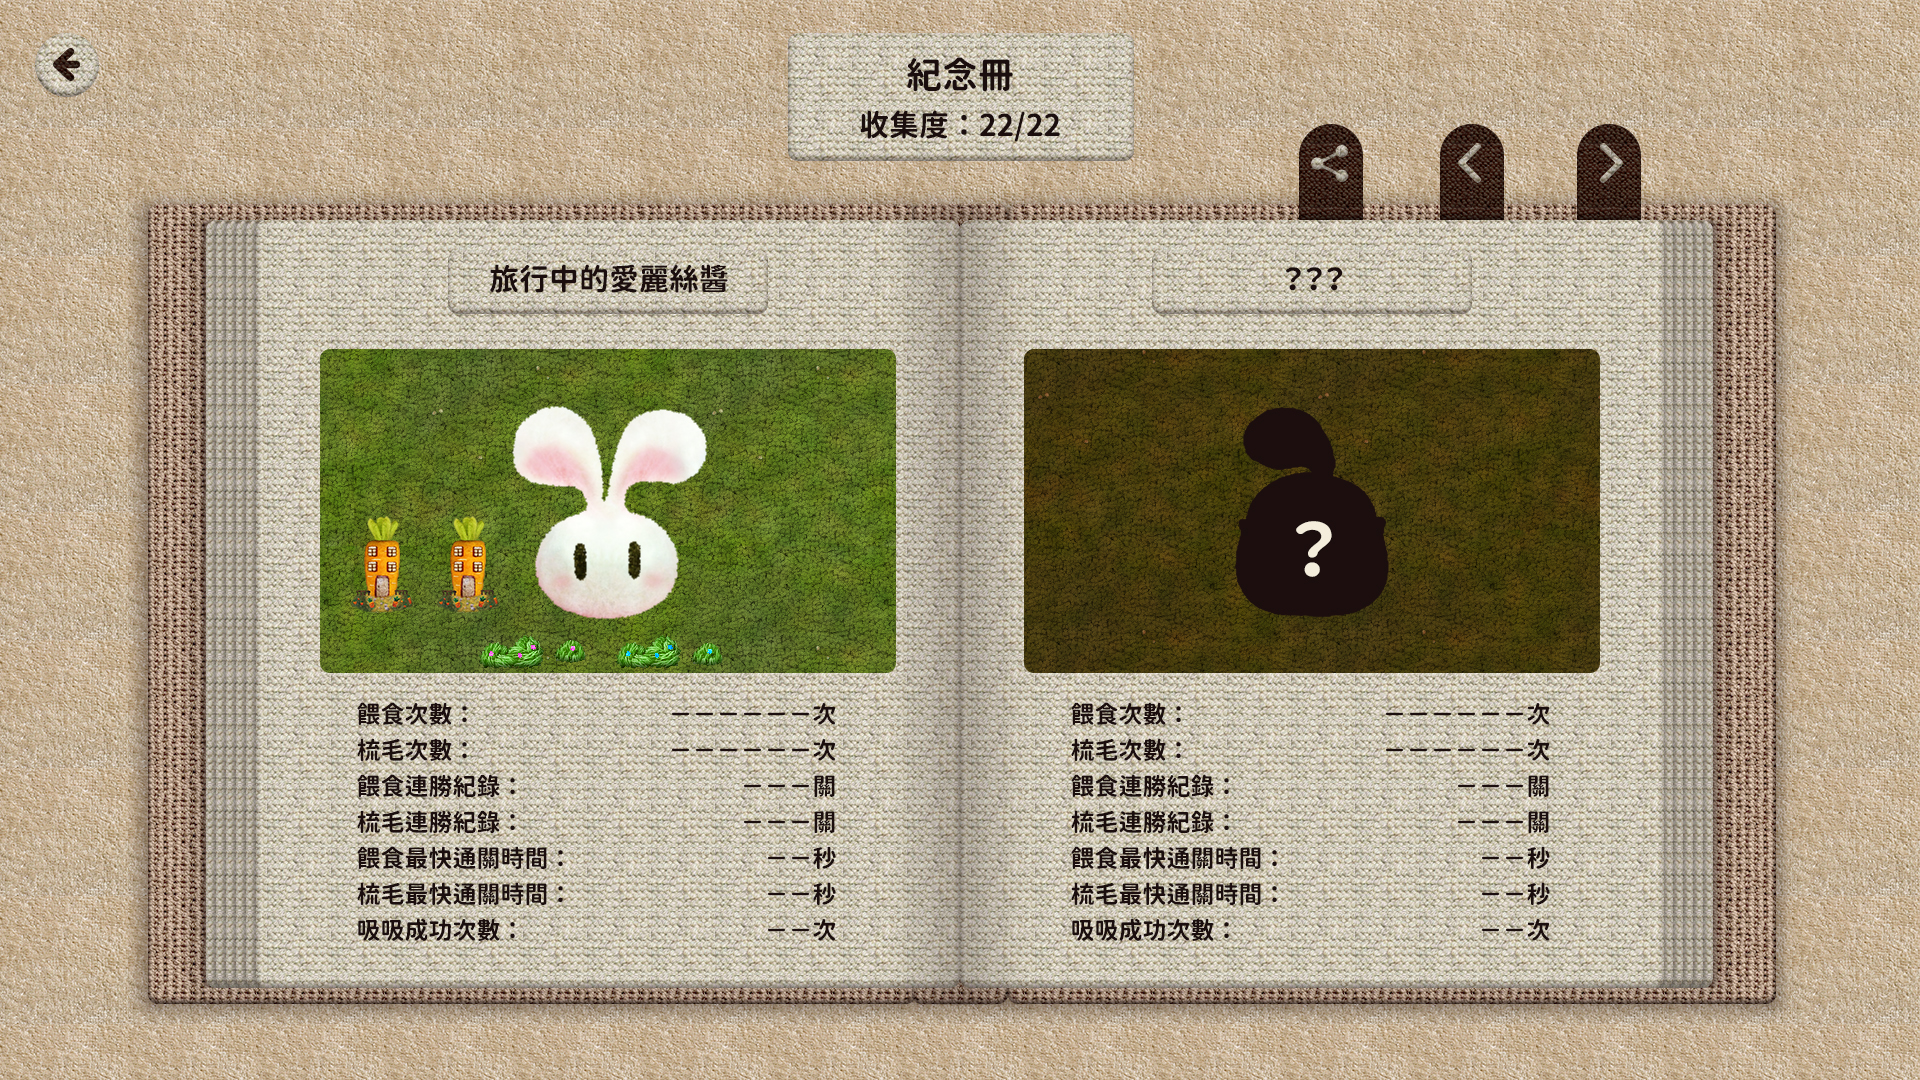 紀念冊
收集度：22/22
旅行中的愛麗絲醬
餵食次數： －－－－－－次
梳毛次數： －－－－－－次
餵食連勝紀錄： －－－關
梳毛連勝紀錄： －－－關
餵食最快通關時間： －－秒
梳毛最快通關時間： －－秒
吸吸成功次數： －－次
???
?
餵食次數： －－－－－－次
梳毛次數： －－－－－－次
餵食連勝紀錄： －－－關
梳毛連勝紀錄： －－－關
餵食最快通關時間： －－秒
梳毛最快通關時間： －－秒
吸吸成功次數： －－次